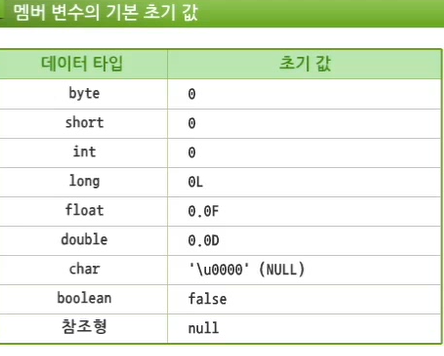 멤버 변수의 기본 초기 값
데이터 타입 초기 값
byte 0
short 0
int 0
long 0L
float 0.0F
double 0.0D
char '\u0000' (NULL)
boolean false
참조형 null